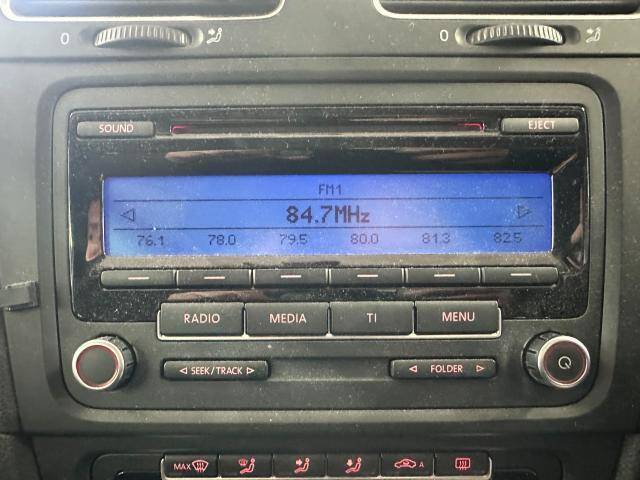 0
0
SOUND
EJECT
FM1
84.7MHz
76.1 78.0 79.5 80.0 81.3 82.5
RADIO MEDIA TI MENU
SEEK/TRACK FOLDER
MAX A